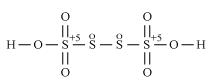 O O
+5 O O +5
H – O – S – S – S – S – O – H
O O